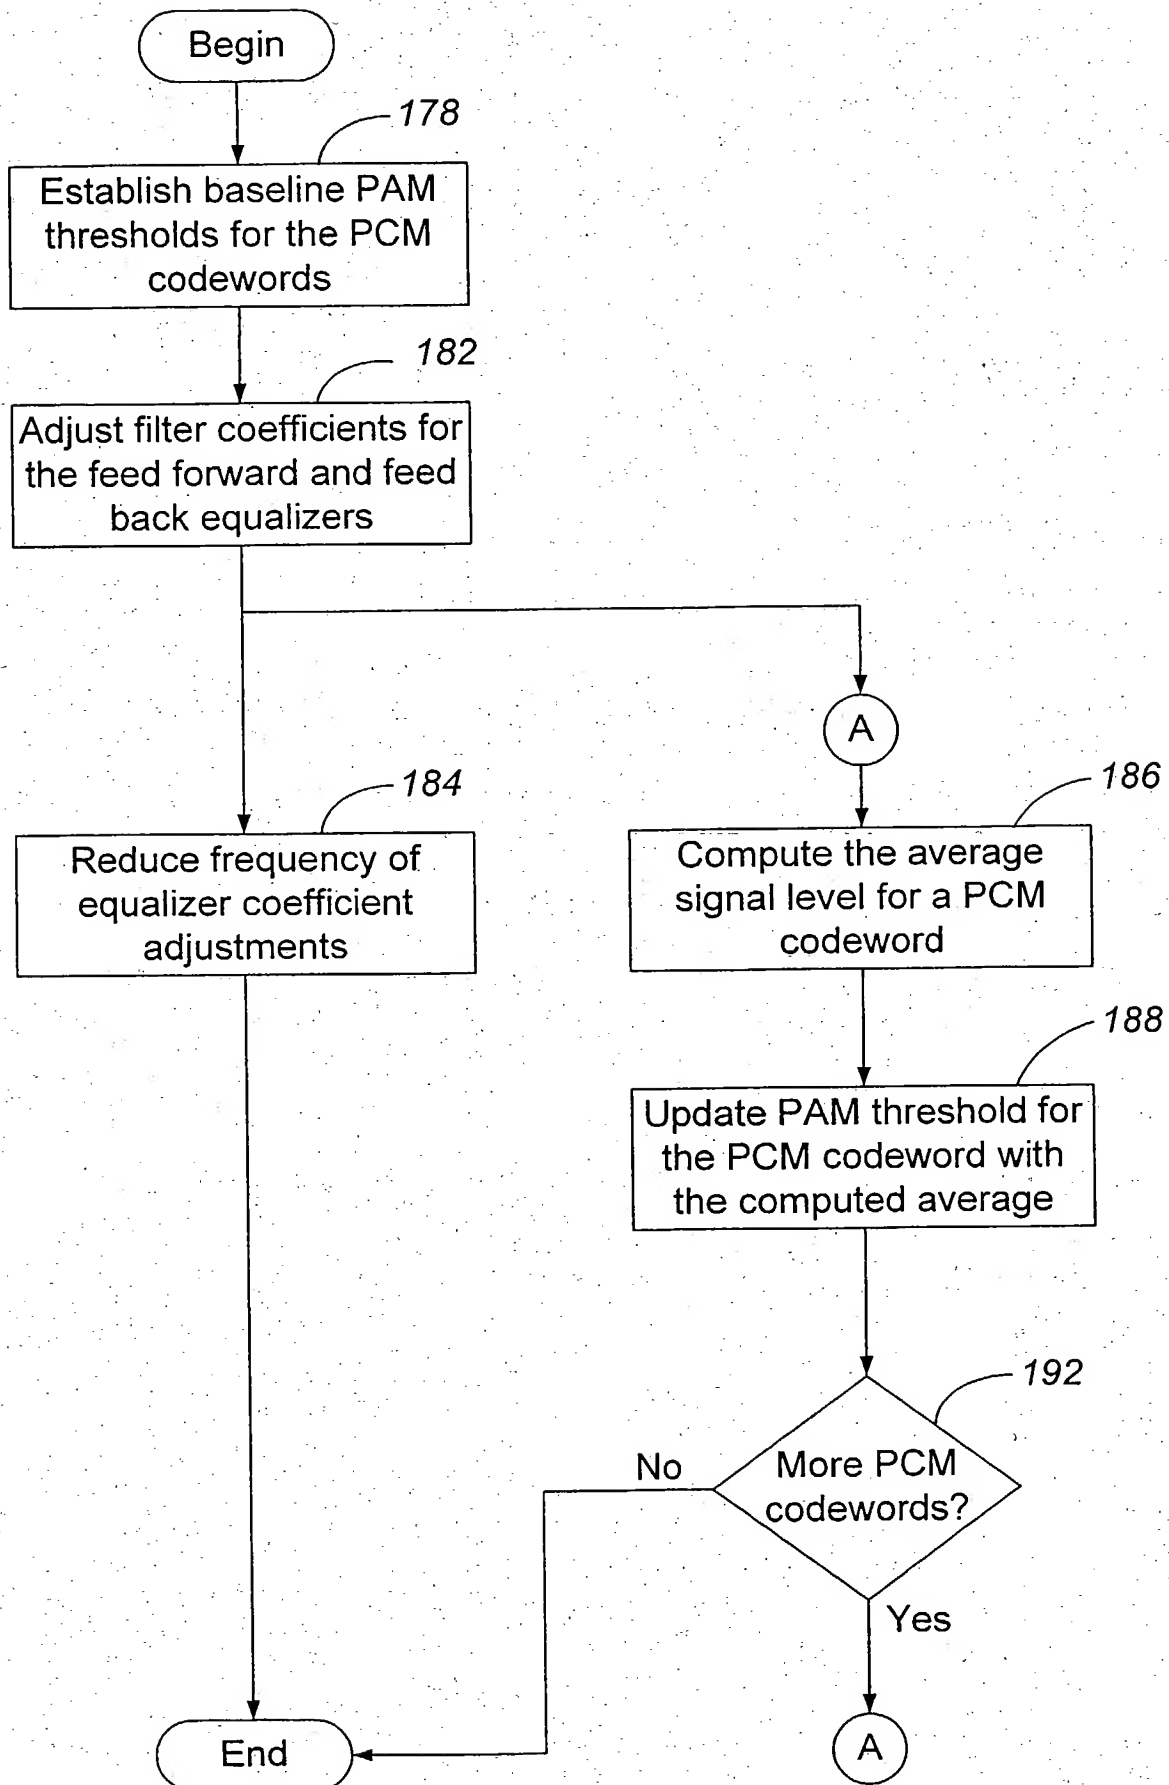 Begin
178
Establish baseline PAM
thresholds for the PCM
codewords
182
Adjust filter coefficients for
the feed forward and feed
back equalizers
A
184
Reduce frequency of
equalizer coefficient
adjustments
186
Compute the average
signal level for a PCM
codeword
188
Update PAM threshold for
the PCM codeword with
the computed average
192
More PCM
codewords?
No
Yes
End
A